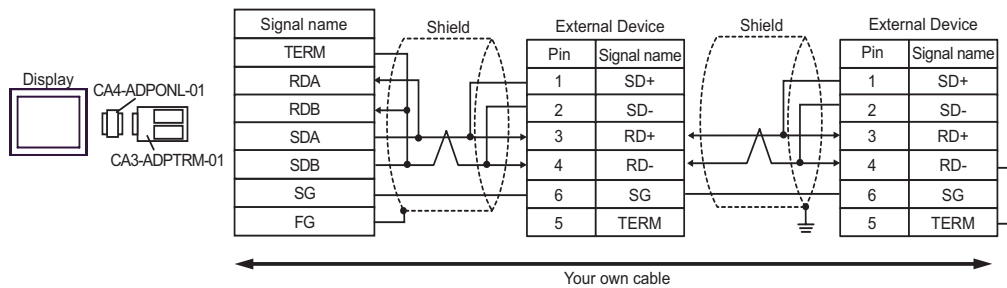 Display
CA4-ADPONL-01
CA3-ADPTRM-01
Signal name
TERM
RDA
RDB
SDA
SDB
SG
FG
Shield
External Device
Pin Signal name
1 SD+
2 SD-
3 RD+
4 RD-
6 SG
5 TERM
Shield
External Device
Pin Signal name
1 SD+
2 SD-
3 RD+
4 RD-
6 SG
5 TERM
Your own cable